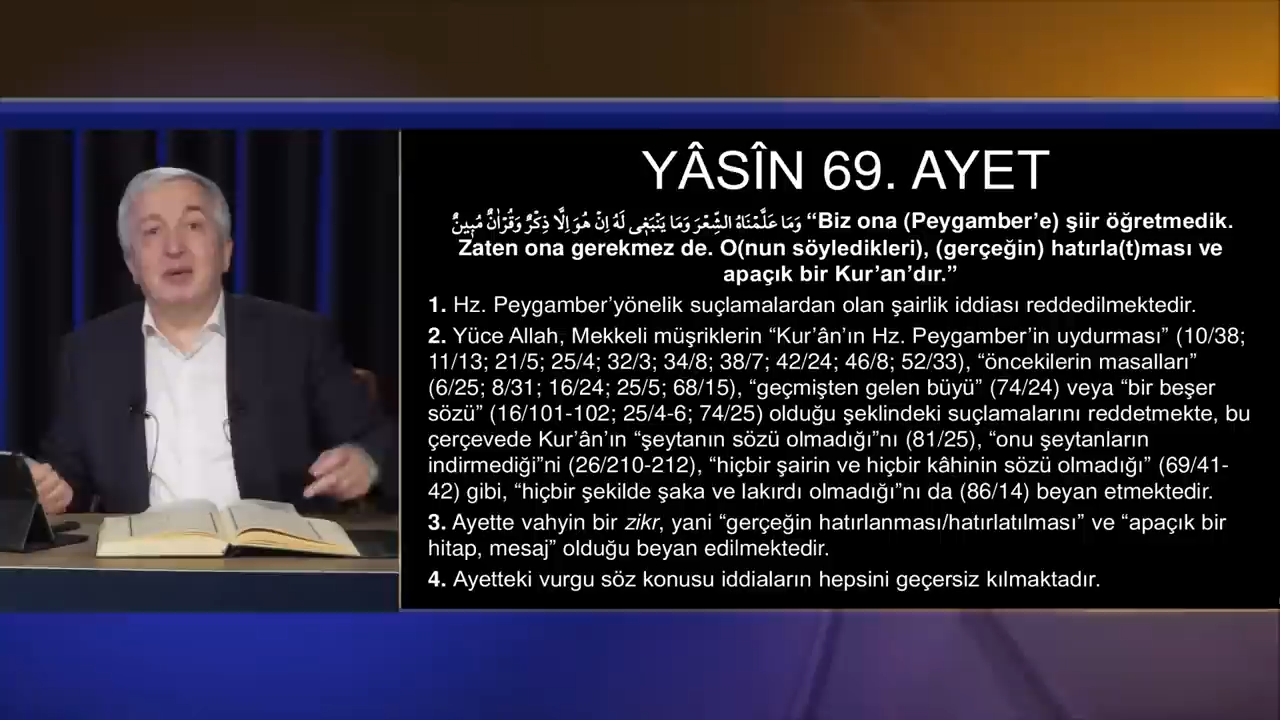 YÂSİN 69. AYET
وَمَا عَلَّمْنَاهُ الشِّعْرَ وَمَا يَنْبَغِى لَهُ اِنْ هُوَ اِلَّا ذِكْرٌ وَقُرْاٰنٌ مُبٖينٌ “Biz ona (Peygamber’e) şiir öğretmedik.
Zaten ona gerekmez de. O(nun söyledikleri), (gerçeğin) hatırla(t)ması ve
apaçık bir Kur’an’dır.”
1. Hz. Peygamber’yönelik suçlamalardan olan şairlik iddiası reddedilmektedir.
2. Yüce Allah, Mekkeli müşriklerin “Kur’ân’ın Hz. Peygamber’in uydurması” (10/38;
11/13; 21/5; 25/4; 32/3; 34/8; 38/7; 42/24; 46/8; 52/33), “öncekilerin masalları”
(6/25; 8/31; 16/24; 25/5; 68/15), “geçmişten gelen büyü” (74/24) veya “bir beşer
sözü” (16/101-102; 25/4-6; 74/25) olduğu şeklindeki suçlamalarını reddetmekte, bu
çerçevede Kur’ân’ın “şeytanın sözü olmadığı”nı (81/25), “onu şeytanların
indirmediği”ni (26/210-212), “hiçbir şairin ve hiçbir kâhinin sözü olmadığı” (69/41-
42) gibi, “hiçbir şekilde şaka ve lakırdı olmadığı”nı da (86/14) beyan etmektedir.
3. Ayette vahyin bir zikr, yani “gerçeğin hatırlanması/hatırlatılması” ve “apaçık bir
hitap, mesaj” olduğu beyan edilmektedir.
4. Ayetteki vurgu söz konusu iddiaların hepsini geçersiz kılmaktadır.